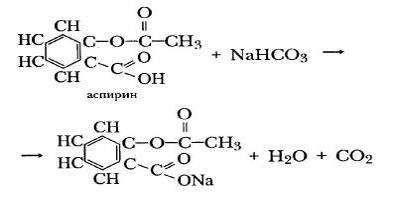 O
CH
HC C—O—C—CH₃
HC C—C O + NaHCO₃ →
CH OH
аспирин
O
CH
→ HC C—O—C—CH₃
HC C—C O + H₂O + CO₂
CH ONa